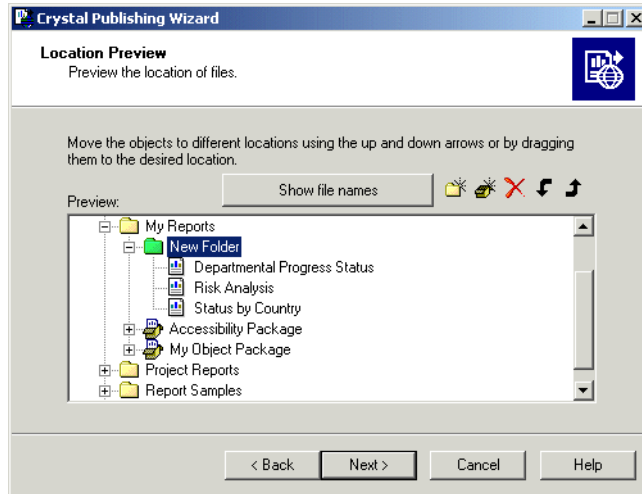 Crystal Publishing Wizard
Location Preview
Preview the location of files.
Move the objects to different locations using the up and down arrows or by dragging
them to the desired location.
Show file names
Preview:
My Reports
New Folder
Departmental Progress Status
Risk Analysis
Status by Country
Accessibility Package
My Object Package
Project Reports
Report Samples
< Back
Next >
Cancel
Help